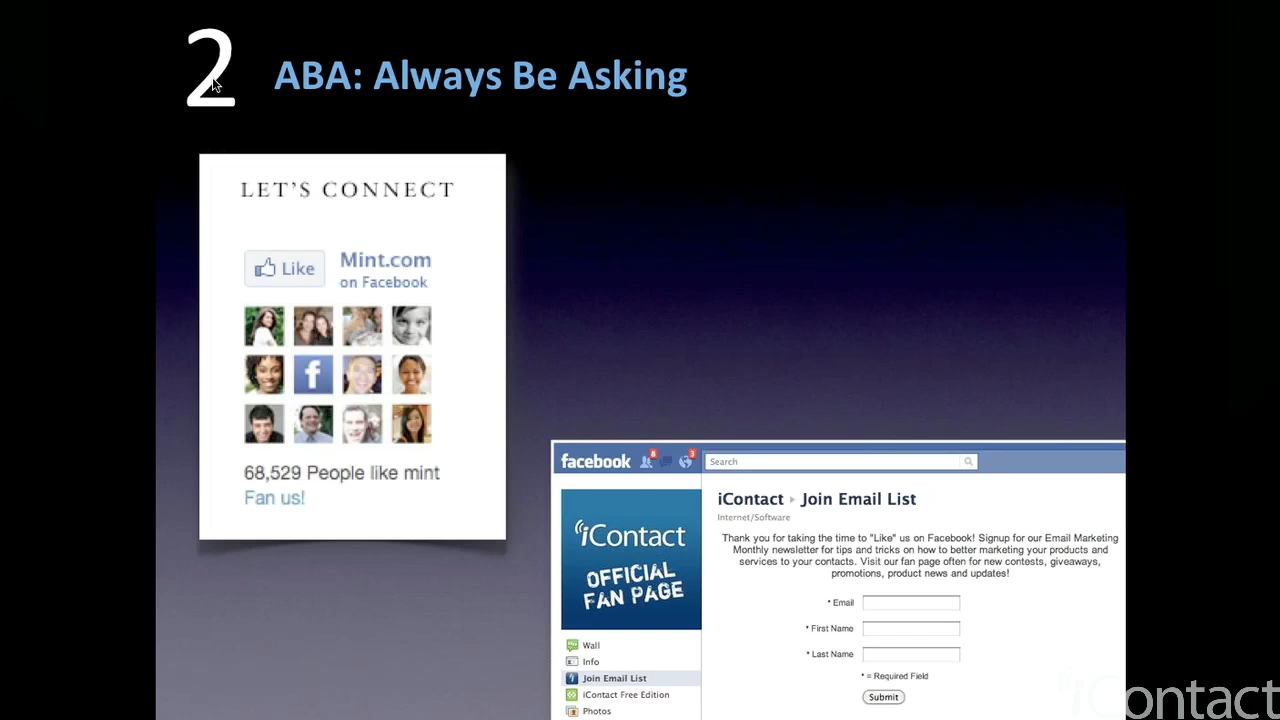 2
ABA: Always Be Asking
LET'S CONNECT
Like
Mint.com
on Facebook
f
68,529 People like mint
Fan us!
facebook
8
3
Search
iContact
OFFICIAL
FAN PAGE
Wall
Info
Join Email List
iContact Free Edition
Photos
iContact Join Email List
Internet/Software
Thank you for taking the time to "Like" us on Facebook! Signup for our Email Marketing
Monthly newsletter for tips and tricks on how to better marketing your products and
services to your contacts. Visit our fan page often for new contests, giveaways,
promotions, product news and updates!
* Email
* First Name
* Last Name
* = Required Field
Submit
iContact